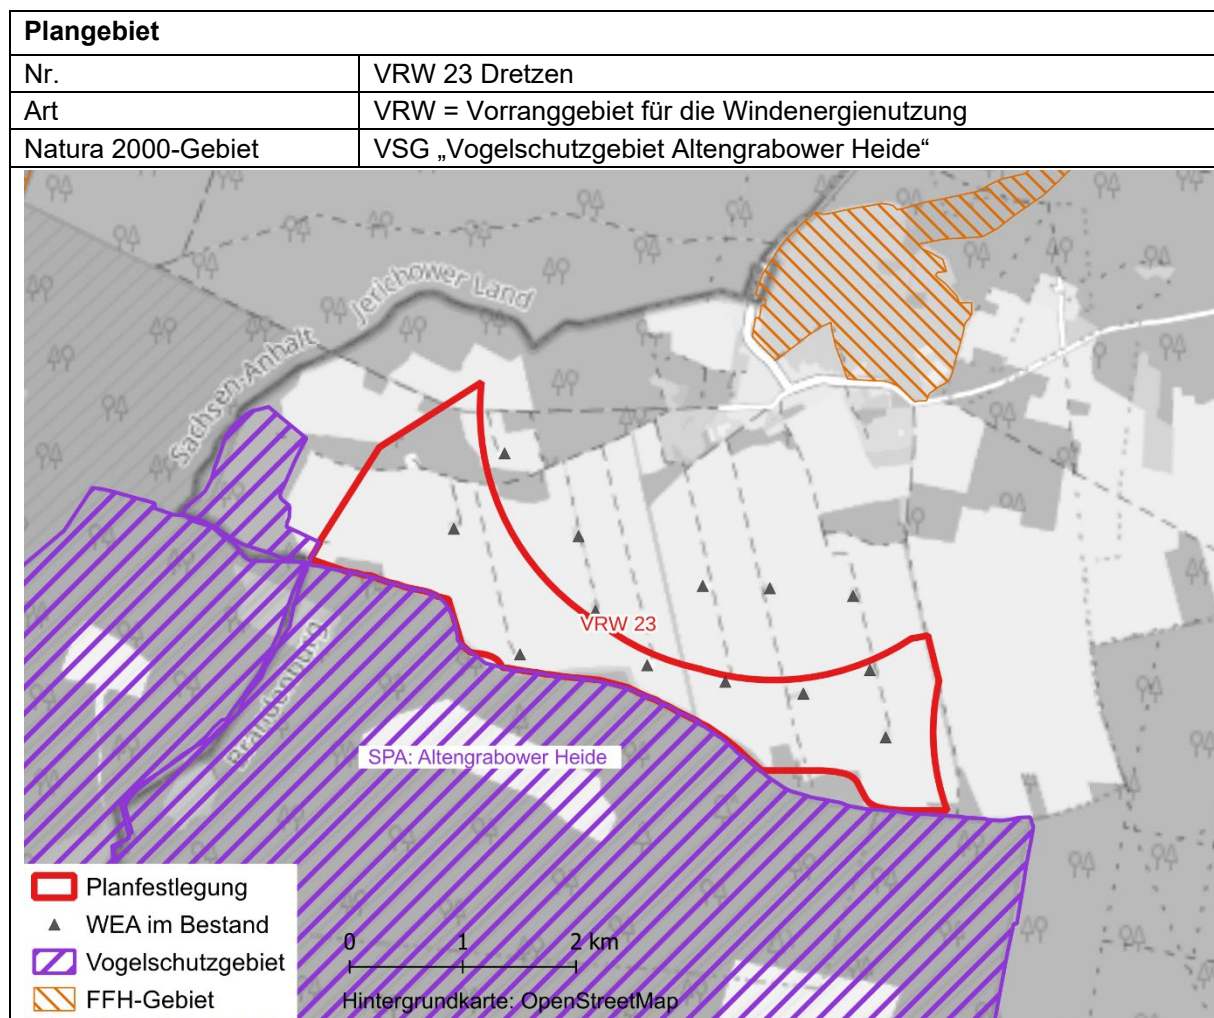 Plangebiet
Nr. VRW 23 Dretzen
Art VRW = Vorranggebiet für die Windenergienutzung
Natura 2000-Gebiet VSG „Vogelschutzgebiet Altengrabower Heide“
Jerichower Land
Sachsen-Anhalt
VRW 23
Brandenburg
SPA: Altengrabower Heide
Planfestlegung
WEA im Bestand
Vogelschutzgebiet
FFH-Gebiet
0 1 2 km
Hintergrundkarte: OpenStreetMap